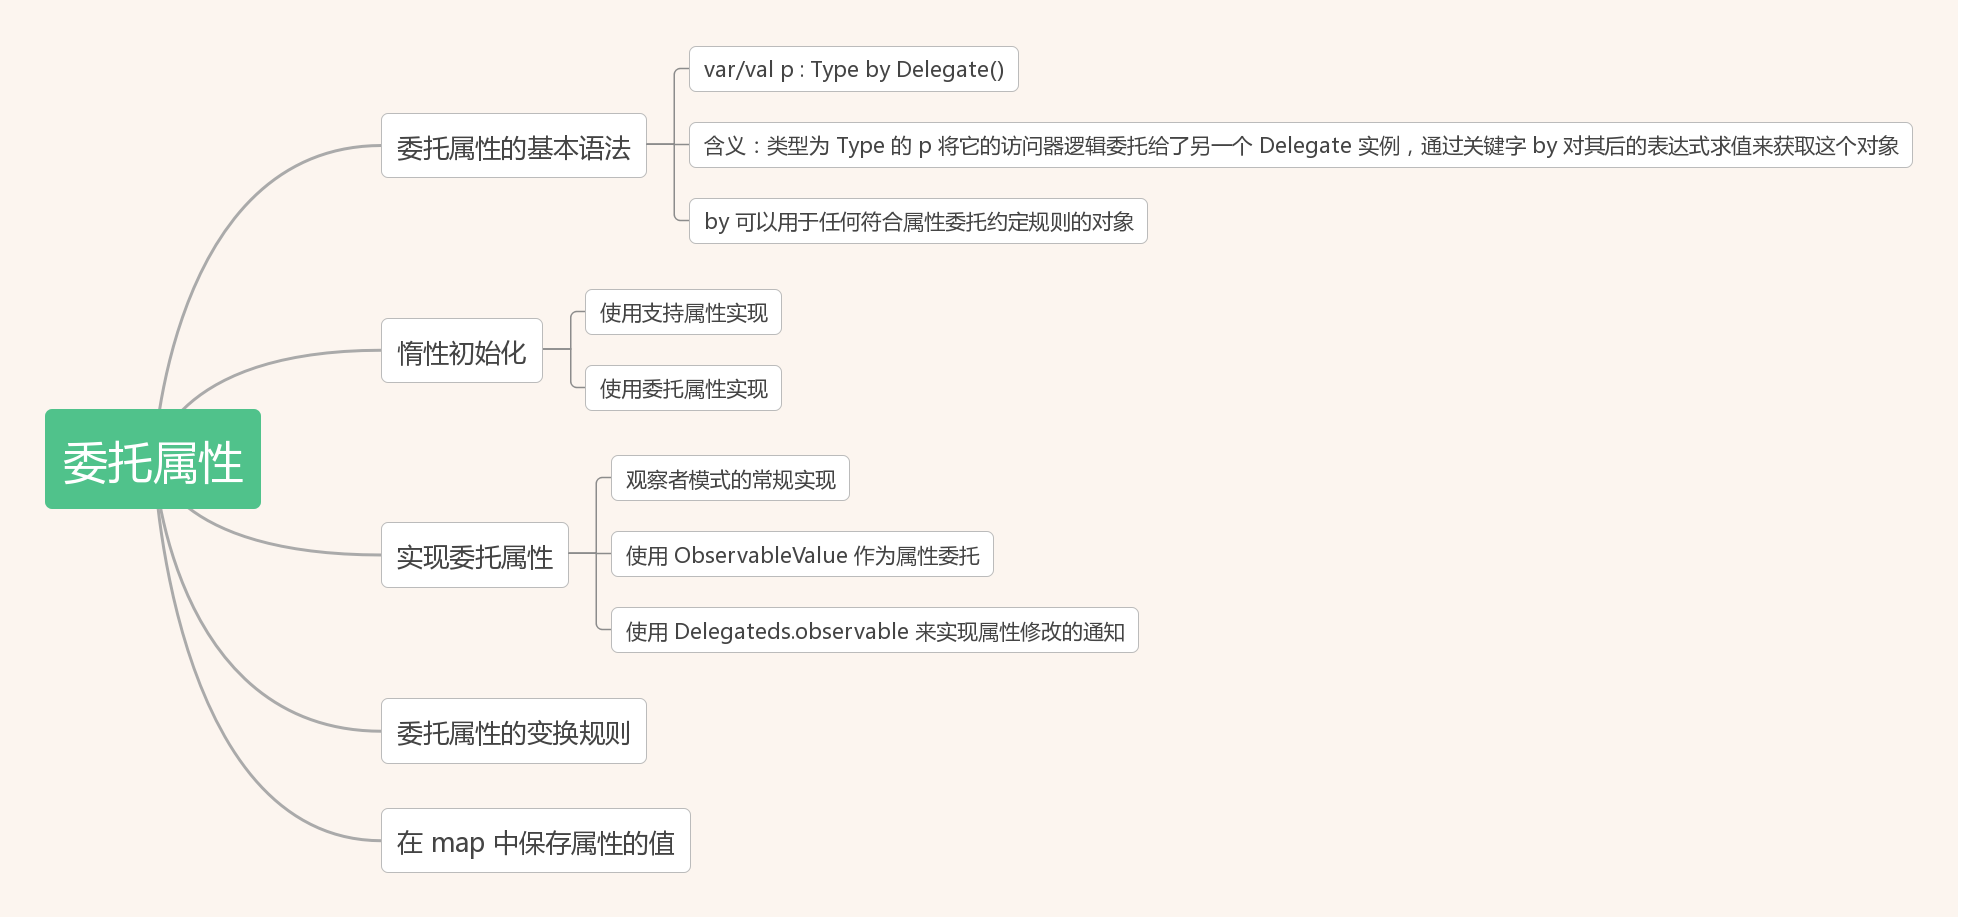 委托属性
委托属性的基本语法
var/val p : Type by Delegate()
含义：类型为 Type 的 p 将它的访问器逻辑委托给了另一个 Delegate 实例，通过关键字 by 对其后的表达式求值来获取这个对象
by 可以用于任何符合属性委托约定规则的对象
惰性初始化
使用支持属性实现
使用委托属性实现
实现委托属性
观察者模式的常规实现
使用 ObservableValue 作为属性委托
使用 Delegateds.observable 来实现属性修改的通知
委托属性的变换规则
在 map 中保存属性的值